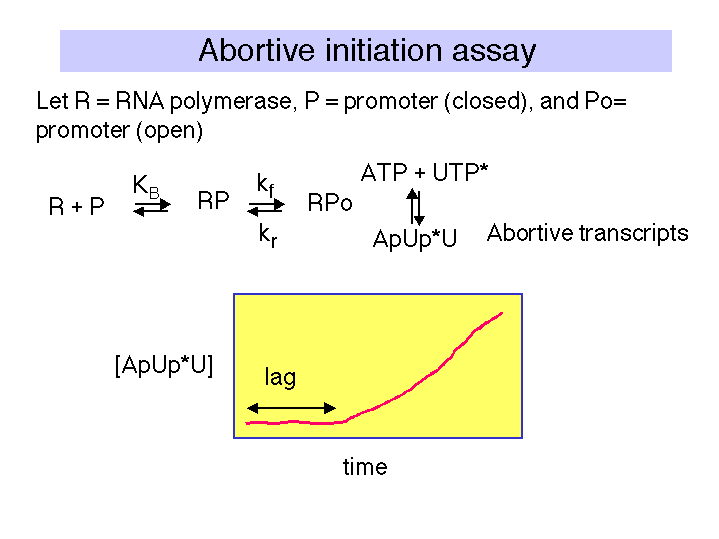 Abortive initiation assay
Let R = RNA polymerase, P = promoter (closed), and Po=
promoter (open)
R + P
KB
RP
kf
kr
RPo
ATP + UTP*
ApUp*U
Abortive transcripts
[ApUp*U]
lag
time